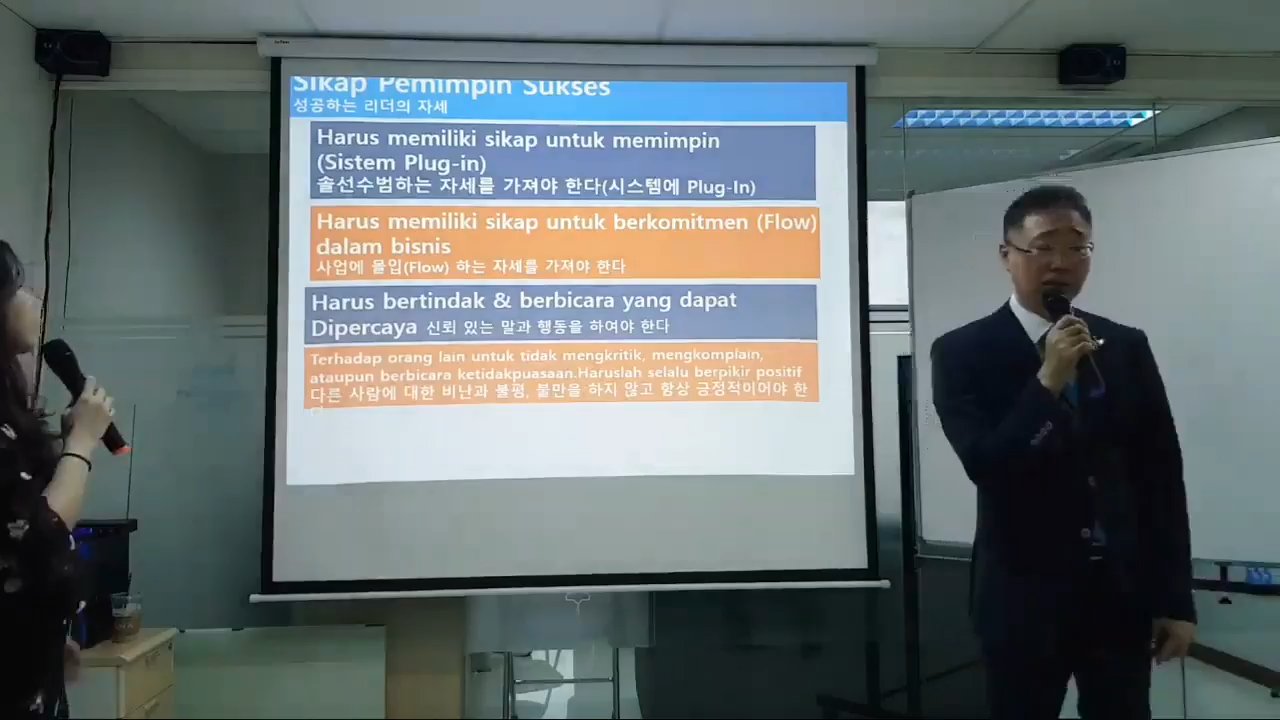 Sikap Pemimpin Sukses
성공하는 리더의 자세
Harus memiliki sikap untuk memimpin
(Sistem Plug-in)
솔선수범하는 자세를 가져야 한다(시스템에 Plug-In)
Harus memiliki sikap untuk berkomitmen (Flow)
dalam bisnis
사업에 몰입(Flow) 하는 자세를 가져야 한다
Harus bertindak & berbicara yang dapat
Dipercaya 신뢰 있는 말과 행동을 하여야 한다
Terhadap orang lain untuk tidak mengkritik, mengkomplain,
ataupun berbicara ketidakpuasaan.Haruslah selalu berpikir positif
다른 사람에 대한 비난과 불평, 불만을 하지 않고 항상 긍정적이어야 한